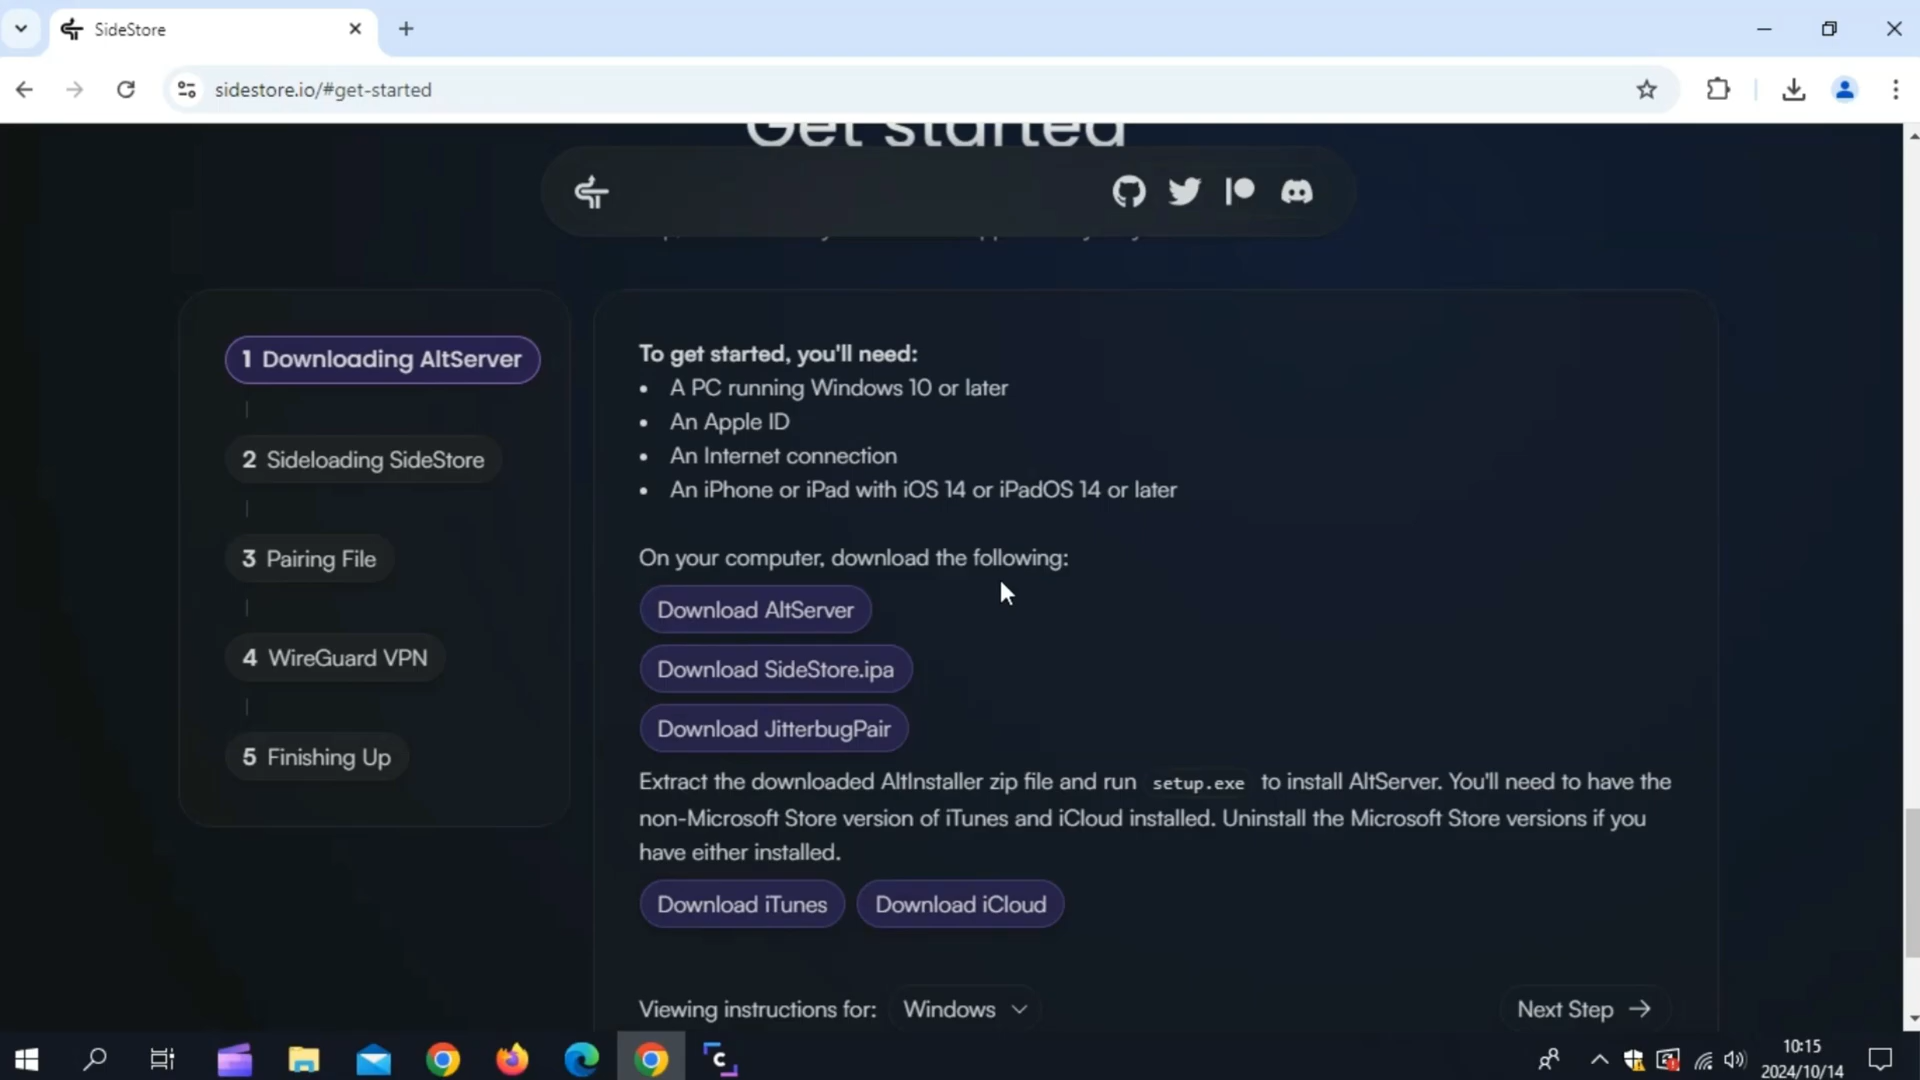 SideStore
sidestore.io/#get-started
Get started
1 Downloading AltServer
2 Sideloading SideStore
3 Pairing File
4 WireGuard VPN
5 Finishing Up
To get started, you'll need:
• A PC running Windows 10 or later
• An Apple ID
• An Internet connection
• An iPhone or iPad with iOS 14 or iPadOS 14 or later
On your computer, download the following:
Download AltServer
Download SideStore.ipa
Download JitterbugPair
Extract the downloaded AltInstaller zip file and run setup.exe to install AltServer. You'll need to have the
non-Microsoft Store version of iTunes and iCloud installed. Uninstall the Microsoft Store versions if you
have either installed.
Download iTunes Download iCloud
Viewing instructions for: Windows
Next Step →
10:15
2024/10/14